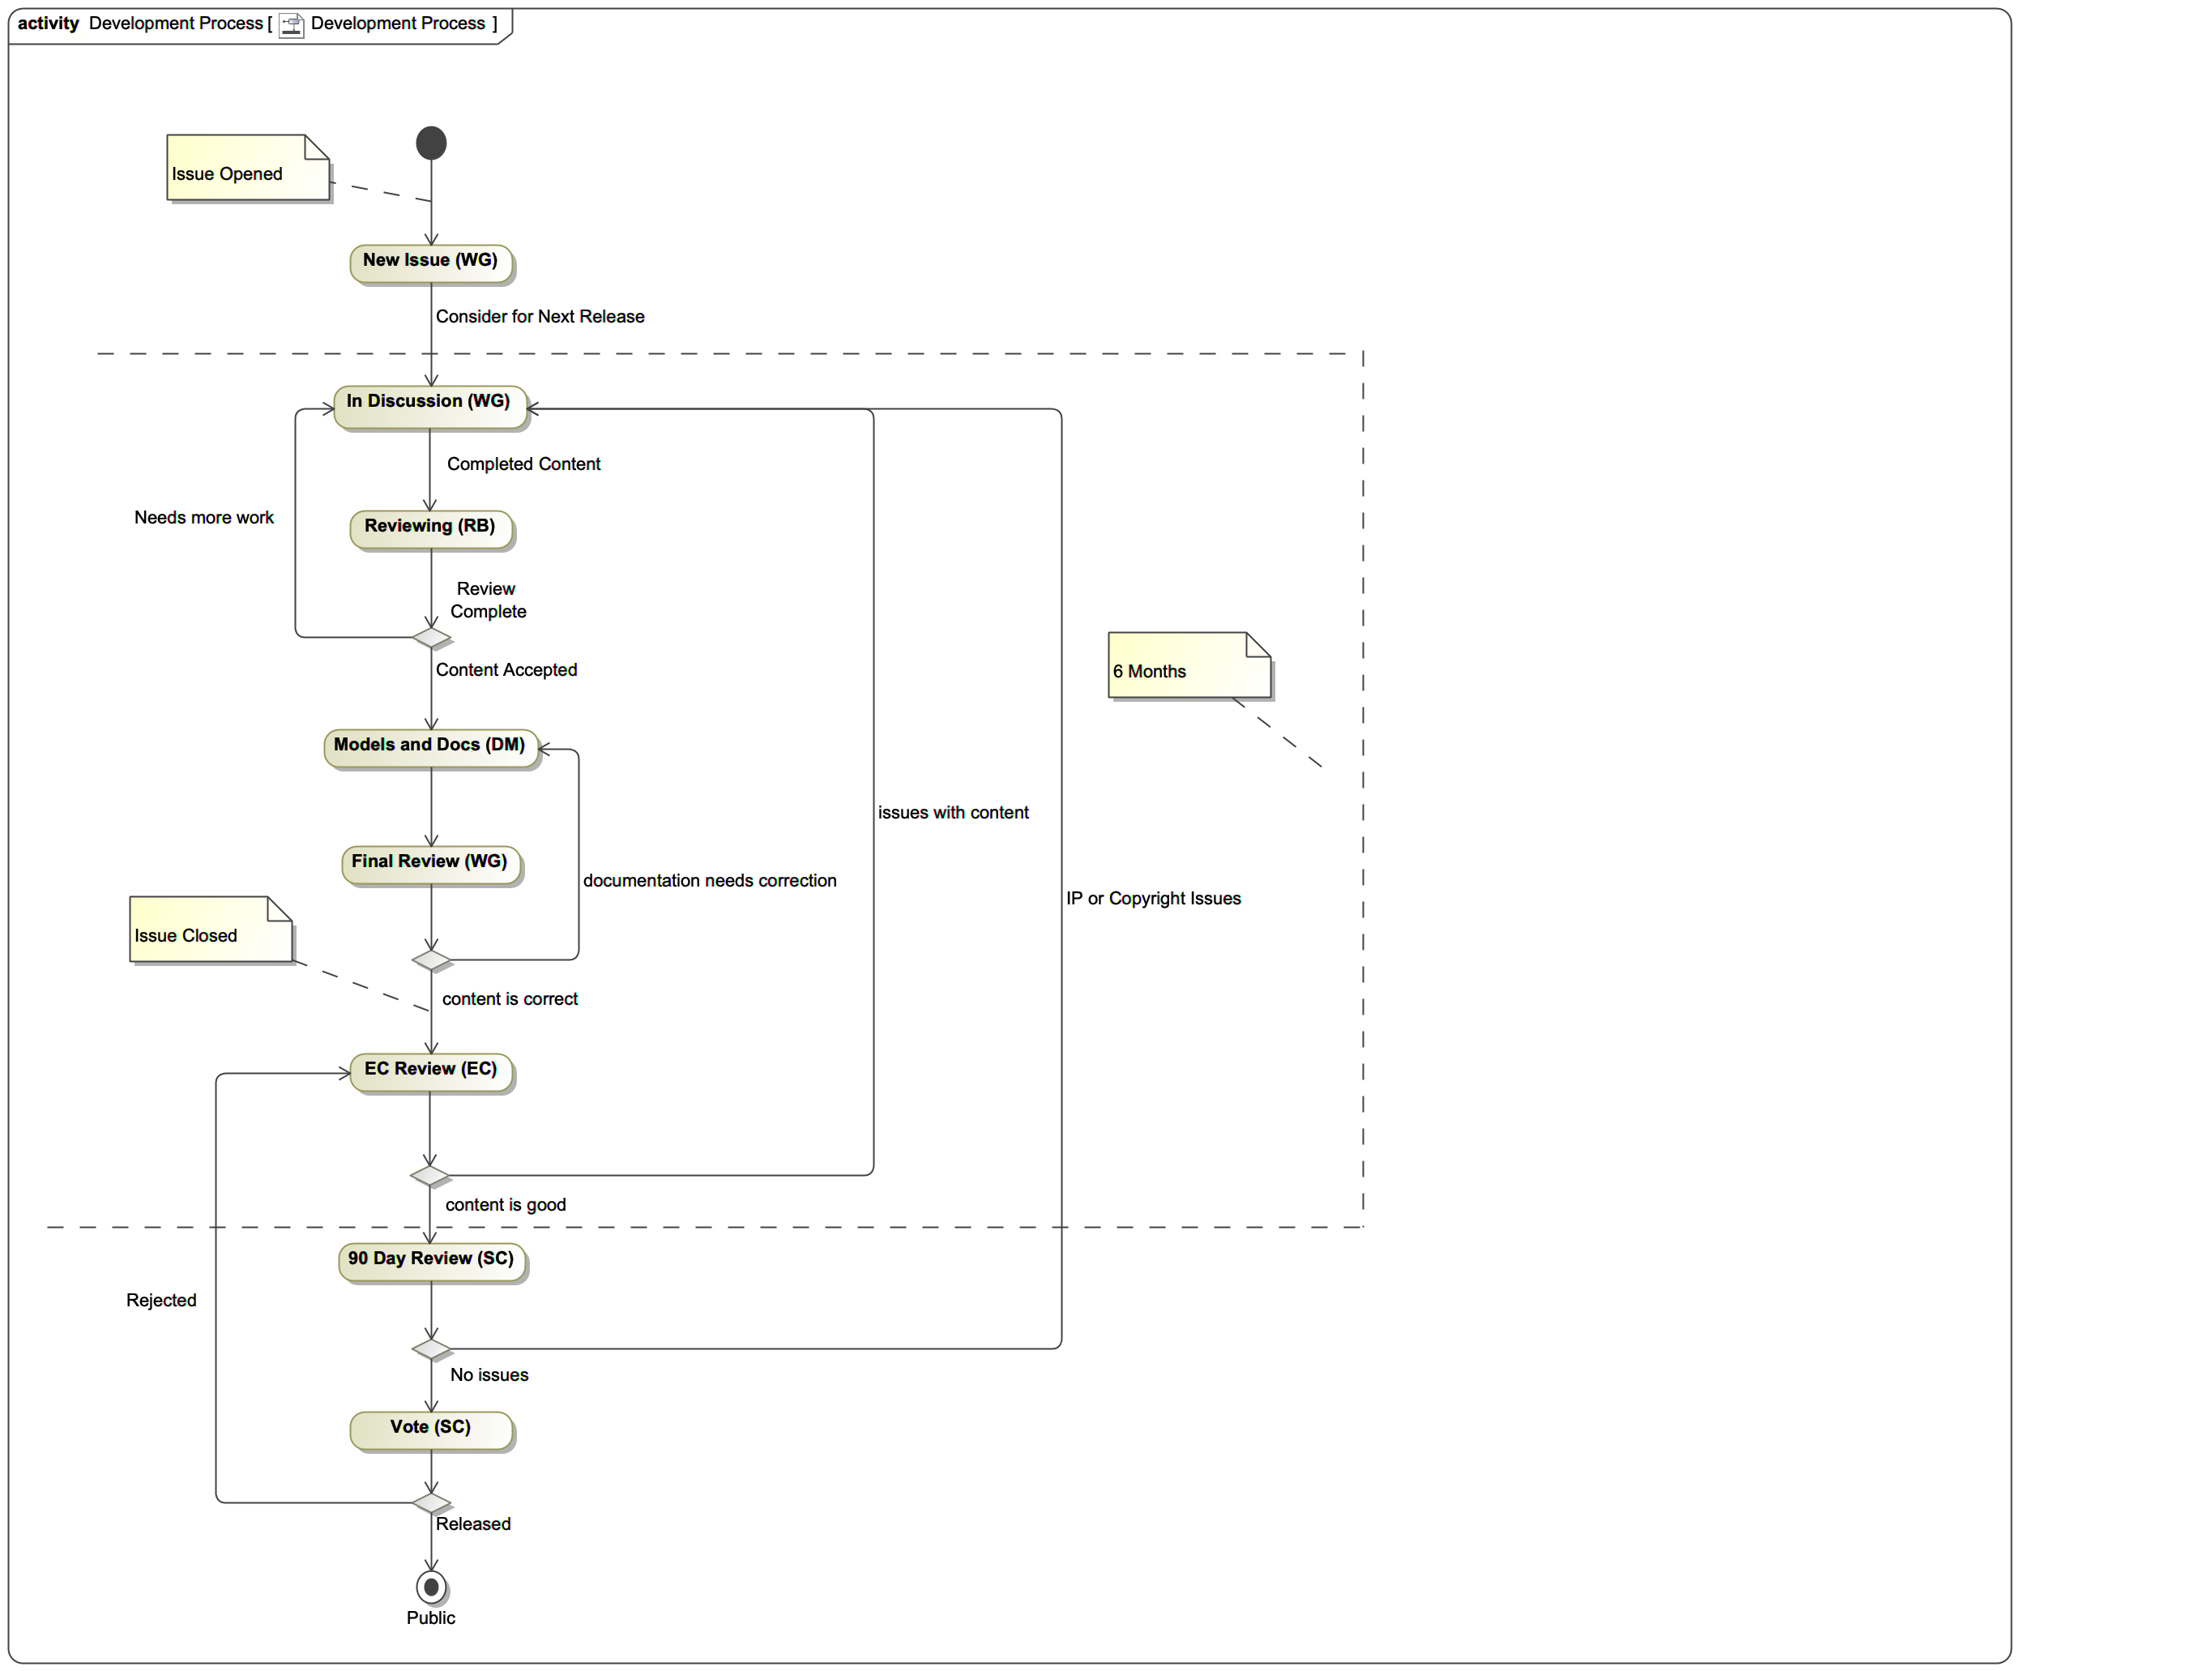 activity Development Process [ Development Process ]
Issue Opened
New Issue (WG)
Consider for Next Release
In Discussion (WG)
Completed Content
Needs more work
Reviewing (RB)
Review
Complete
Content Accepted
6 Months
Models and Docs (DM)
issues with content
Final Review (WG)
documentation needs correction
IP or Copyright Issues
Issue Closed
content is correct
EC Review (EC)
content is good
90 Day Review (SC)
Rejected
No issues
Vote (SC)
Released
Public